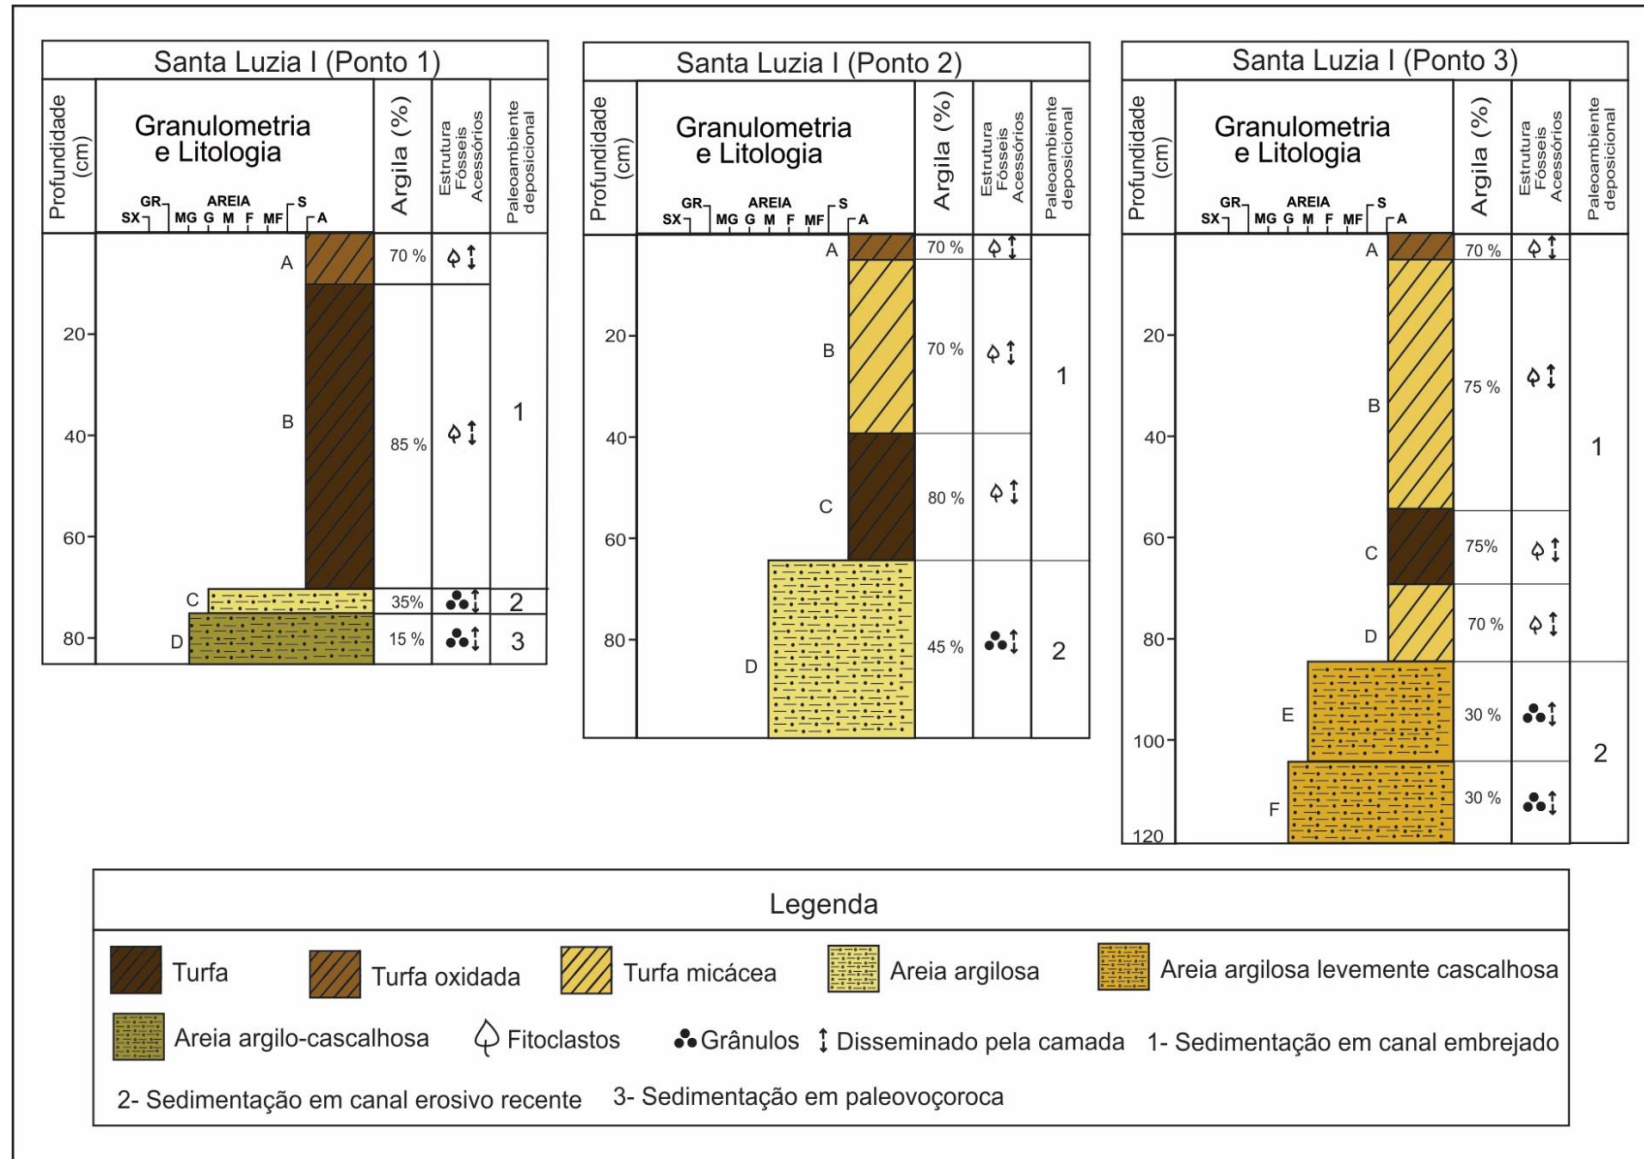 Santa Luzia I (Ponto 1)
Profundidade
(cm)
Granulometria
e Litologia
SX GR MG G M F MF S A
AREIA
Argila (%)
Estrutura
Fósseis
Acessórios
Paleoambiente
deposicional
20
40
60
80
A
B
C
D
70 %
85 %
35%
15 %
1
2
3
Santa Luzia I (Ponto 2)
Profundidade
(cm)
Granulometria
e Litologia
SX GR MG G M F MF S A
AREIA
Argila (%)
Estrutura
Fósseis
Acessórios
Paleoambiente
deposicional
20
40
60
80
A
B
C
D
70 %
70 %
80 %
45 %
1
2
Santa Luzia I (Ponto 3)
Profundidade
(cm)
Granulometria
e Litologia
SX GR MG G M F MF S A
AREIA
Argila (%)
Estrutura
Fósseis
Acessórios
Paleoambiente
deposicional
20
40
60
80
100
120
A
B
C
D
E
F
70 %
75 %
75%
70 %
30 %
30 %
1
2
Legenda
Turfa
Turfa oxidada
Turfa micácea
Areia argilosa
Areia argilosa levemente cascalhosa
Areia argilo-cascalhosa
Fitoclastos
Grânulos
Disseminado pela camada
1- Sedimentação em canal embrejado
2- Sedimentação em canal erosivo recente
3- Sedimentação em paleovoçoroca